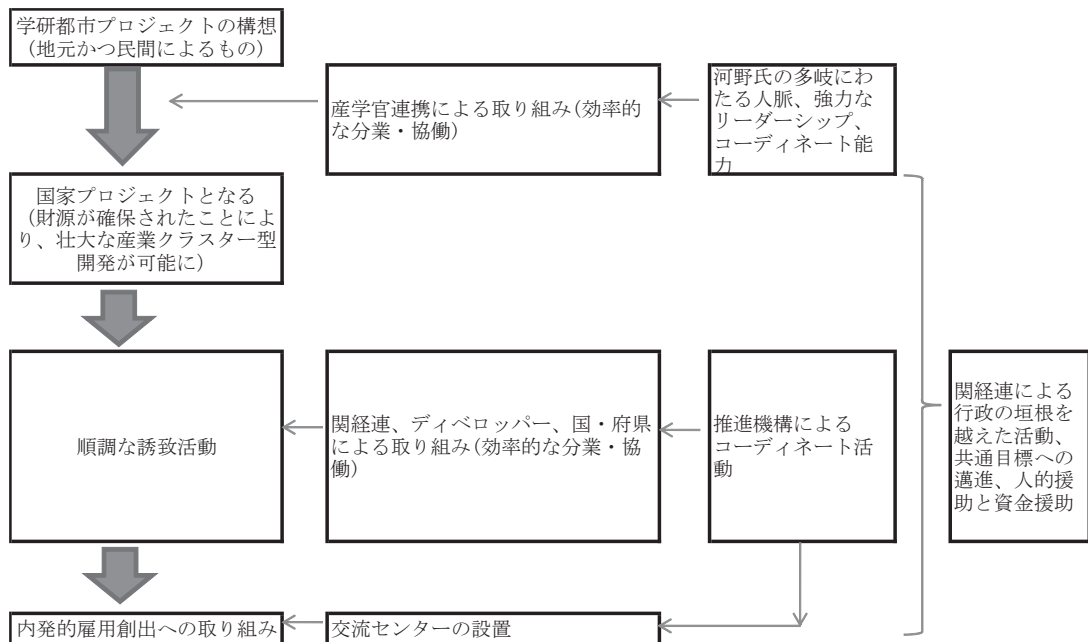 学研都市プロジェクトの構想
（地元かつ民間によるもの）
産学官連携による取り組み(効率的
な分業・協働)
河野氏の多岐にわ
たる人脈、強力な
リーダーシップ、
コーディネート能
力
国家プロジェクトとなる
（財源が確保されたことによ
り、壮大な産業クラスター型
開発が可能に）
順調な誘致活動
関経連、ディベロッパー、国・府県
による取り組み(効率的な分業・協
働)
推進機構による
コーディネート活
動
関経連による
行政の垣根を
越えた活動、
共通目標への
邁進、人的援
助と資金援助
内発的雇用創出への取り組み
交流センターの設置